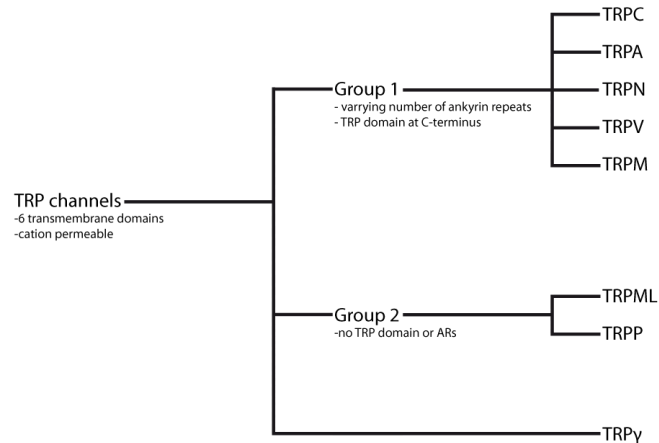 TRPC
TRPA
Group 1
- varrying number of ankyrin repeats
- TRP domain at C-terminus
TRPN
TRPV
TRPM
TRP channels
-6 transmembrane domains
-cation permeable
Group 2
-no TRP domain or ARs
TRPML
TRPP
TRPγ